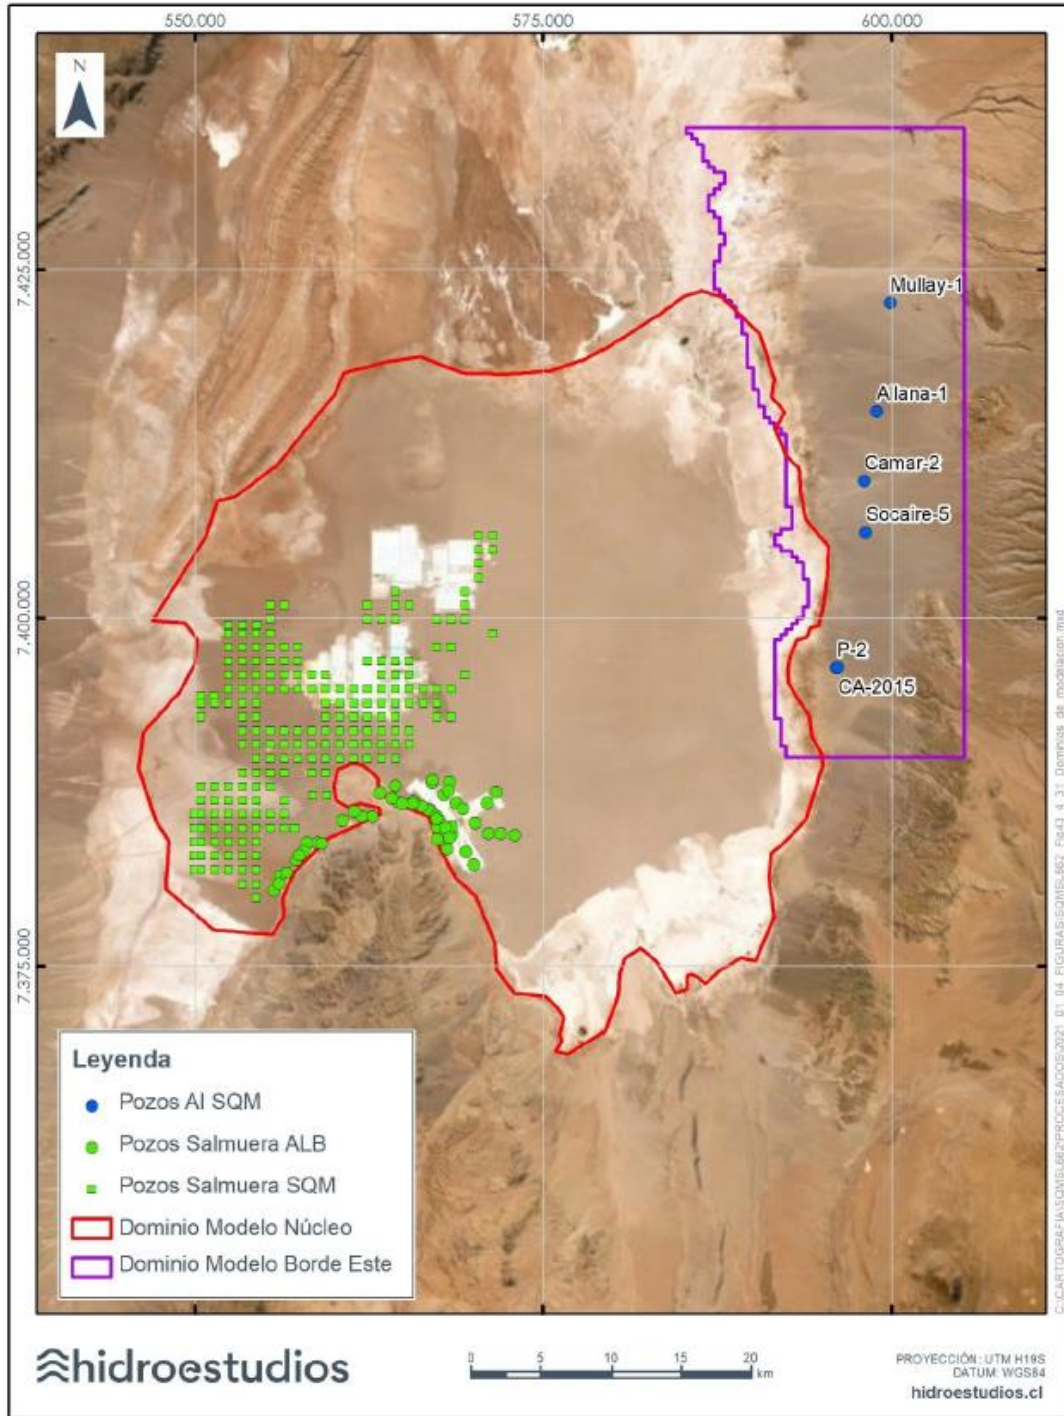 550.000 575.000 600.000
N
7.425.000
Mullay-1
Allana-1
Camar-2
Socaire-5
7.400.000
P-2
CA-2015
7.375.000
Leyenda
Pozos AI SQM
Pozos Salmuera ALB
Pozos Salmuera SQM
Dominio Modelo Núcleo
Dominio Modelo Borde Este
hidroestudios
0 5 10 15 20
km
PROYECCIÓN: UTM H19S
DATUM: WGS84
hidroestudios.cl